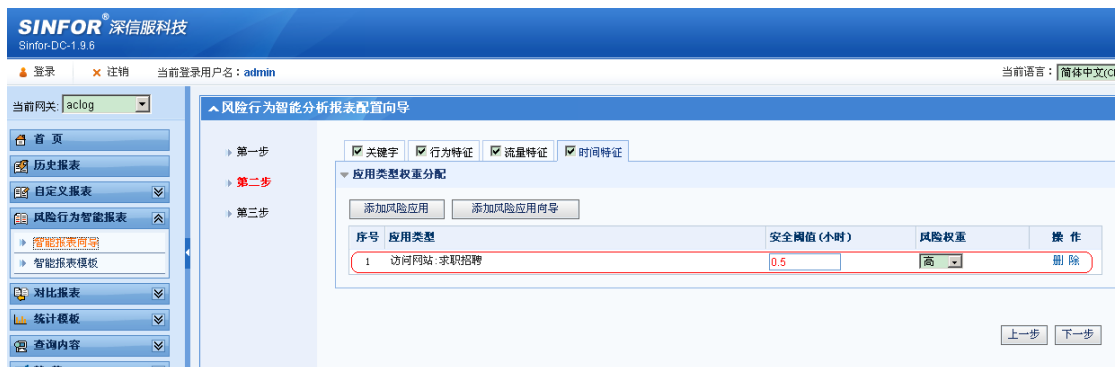 SINFOR® 深信服科技
Sinfor-DC-1.9.6
登录 注销 当前登录用户名：admin 当前语言： 简体中文(C
当前网关: aclog
风险行为智能分析报表配置向导
首 页
历史报表
自定义报表
风险行为智能报表
智能报表向导
智能报表模板
对比报表
统计模板
查询内容
第一步
第二步
第三步
关键字 行为特征 流量特征 时间特征
应用类型权重分配
添加风险应用 添加风险应用向导
序号 应用类型 安全阈值(小时) 风险权重 操 作
1 访问网站:求职招聘 0.5 高 删 除
上一步 下一步